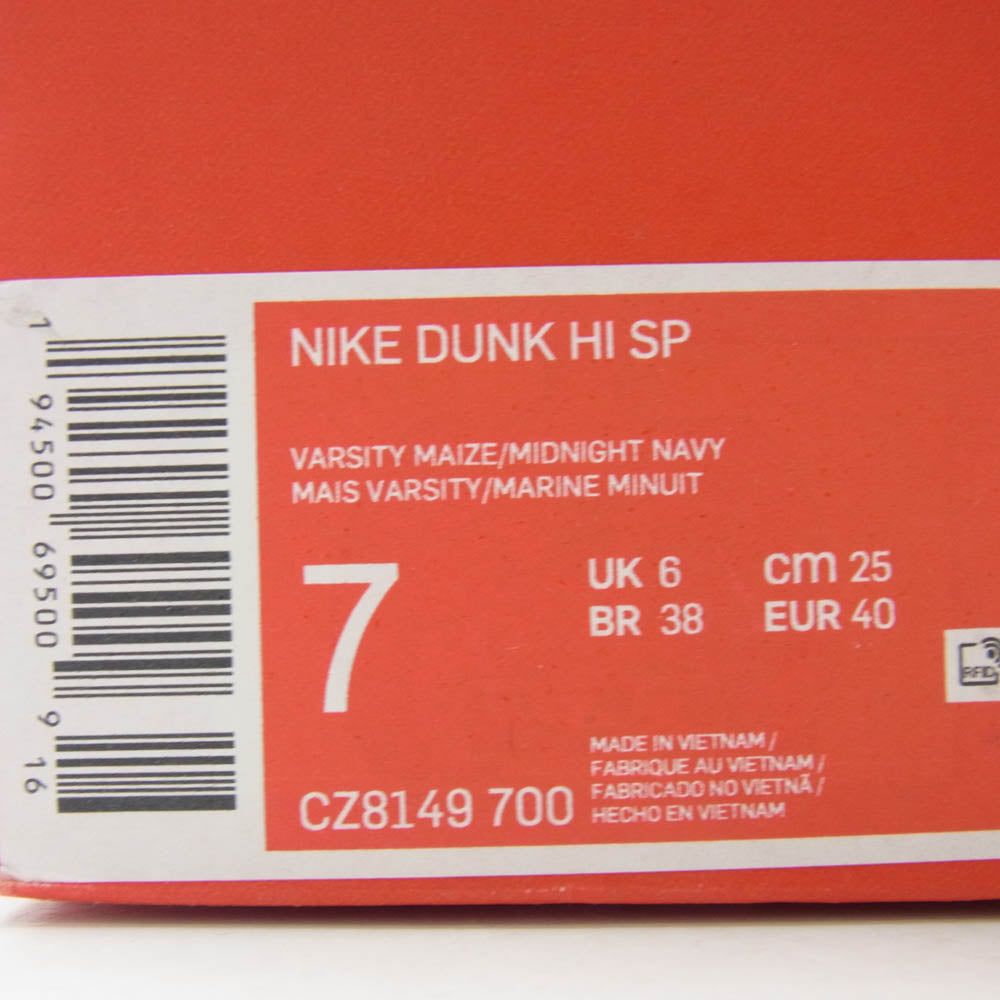 NIKE DUNK HI SP
VARSITY MAIZE/MIDNIGHT NAVY
MAIS VARSITY/MARINE MINUIT
7
UK 6 cm 25
BR 38 EUR 40
RFID
CZ8149 700
MADE IN VIETNAM /
FABRIQUE AU VIETNAM /
FABRICADO NO VIETNÃ /
HECHO EN VIETNAM
1 94500 69500 9 16